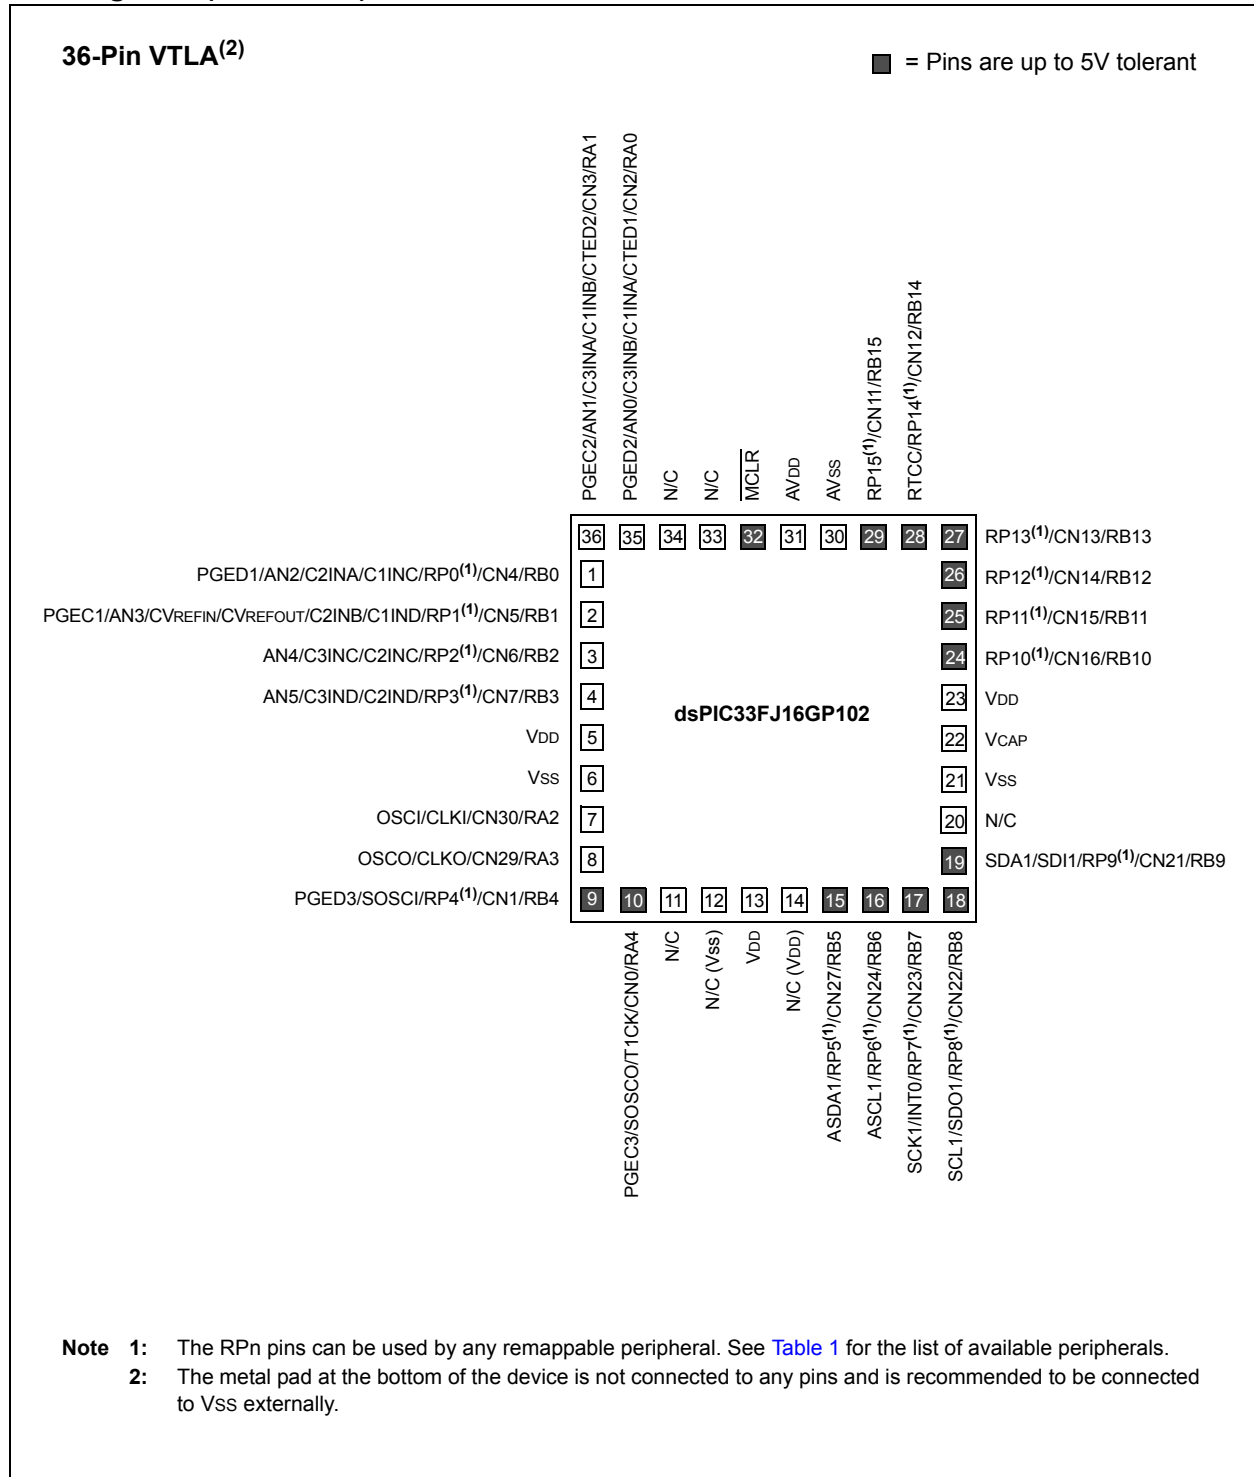 36-Pin VTLA(2)
= Pins are up to 5V tolerant
PGEC2/AN1/C3INA/C1INB/CTED2/CN3/RA1
PGED2/AN0/C3INB/C1INA/CTED1/CN2/RA0
N/C
N/C
MCLR
AVDD
AVSS
RP15(1)/CN11/RB15
RTCC/RP14(1)/CN12/RB14
36 35 34 33 32 31 30 29 28 27 RP13(1)/CN13/RB13
PGED1/AN2/C2INA/C1INC/RP0(1)/CN4/RB0 1 26 RP12(1)/CN14/RB12
PGEC1/AN3/CVREFIN/CVREFOUT/C2INB/C1IND/RP1(1)/CN5/RB1 2 25 RP11(1)/CN15/RB11
AN4/C3INC/C2INC/RP2(1)/CN6/RB2 3 24 RP10(1)/CN16/RB10
AN5/C3IND/C2IND/RP3(1)/CN7/RB3 4 23 VDD
dsPIC33FJ16GP102
VDD 5 22 VCAP
VSS 6 21 VSS
OSCI/CLKI/CN30/RA2 7 20 N/C
OSCO/CLKO/CN29/RA3 8 19 SDA1/SDI1/RP9(1)/CN21/RB9
PGED3/SOSCI/RP4(1)/CN1/RB4 9 10 11 12 13 14 15 16 17 18
PGEC3/SOSCO/T1CK/CN0/RA4
N/C
N/C (Vss)
VDD
N/C (VDD)
ASDA1/RP5(1)/CN27/RB5
ASCL1/RP6(1)/CN24/RB6
SCK1/INT0/RP7(1)/CN23/RB7
SCL1/SDO1/RP8(1)/CN22/RB8
Note 1: The RPn pins can be used by any remappable peripheral. See Table 1 for the list of available peripherals.
2: The metal pad at the bottom of the device is not connected to any pins and is recommended to be connected
to VSS externally.